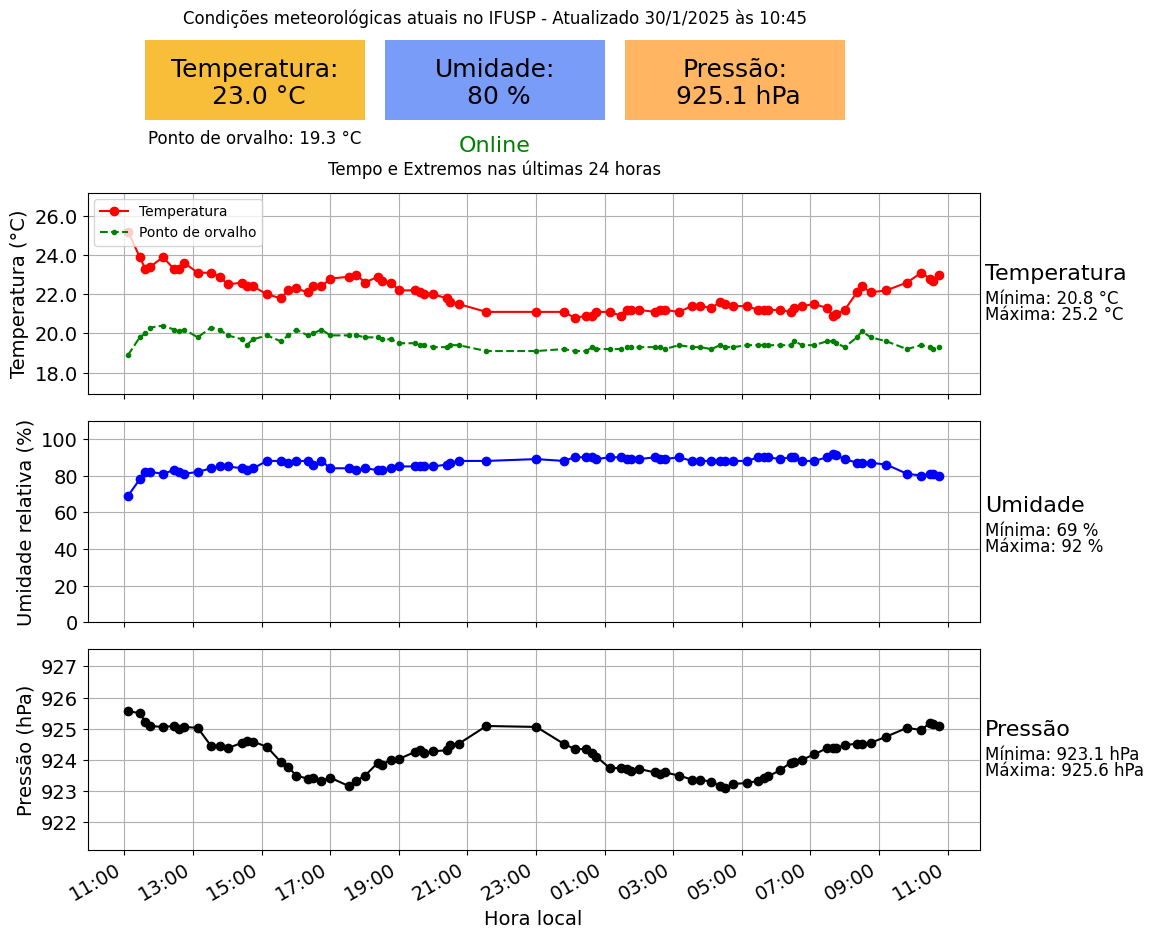 Condições meteorológicas atuais no IFUSP - Atualizado 30/1/2025 às 10:45
Temperatura:
23.0 °C
Umidade:
80 %
Pressão:
925.1 hPa
Ponto de orvalho: 19.3 °C
Online
Tempo e Extremos nas últimas 24 horas
Temperatura (°C)
26.0
24.0
22.0
20.0
18.0
Temperatura
Ponto de orvalho
Temperatura
Mínima: 20.8 °C
Máxima: 25.2 °C
Umidade relativa (%)
100
80
60
40
20
0
Umidade
Mínima: 69 %
Máxima: 92 %
Pressão (hPa)
927
926
925
924
923
922
Pressão
Mínima: 923.1 hPa
Máxima: 925.6 hPa
11:00 13:00 15:00 17:00 19:00 21:00 23:00 01:00 03:00 05:00 07:00 09:00 11:00
Hora local